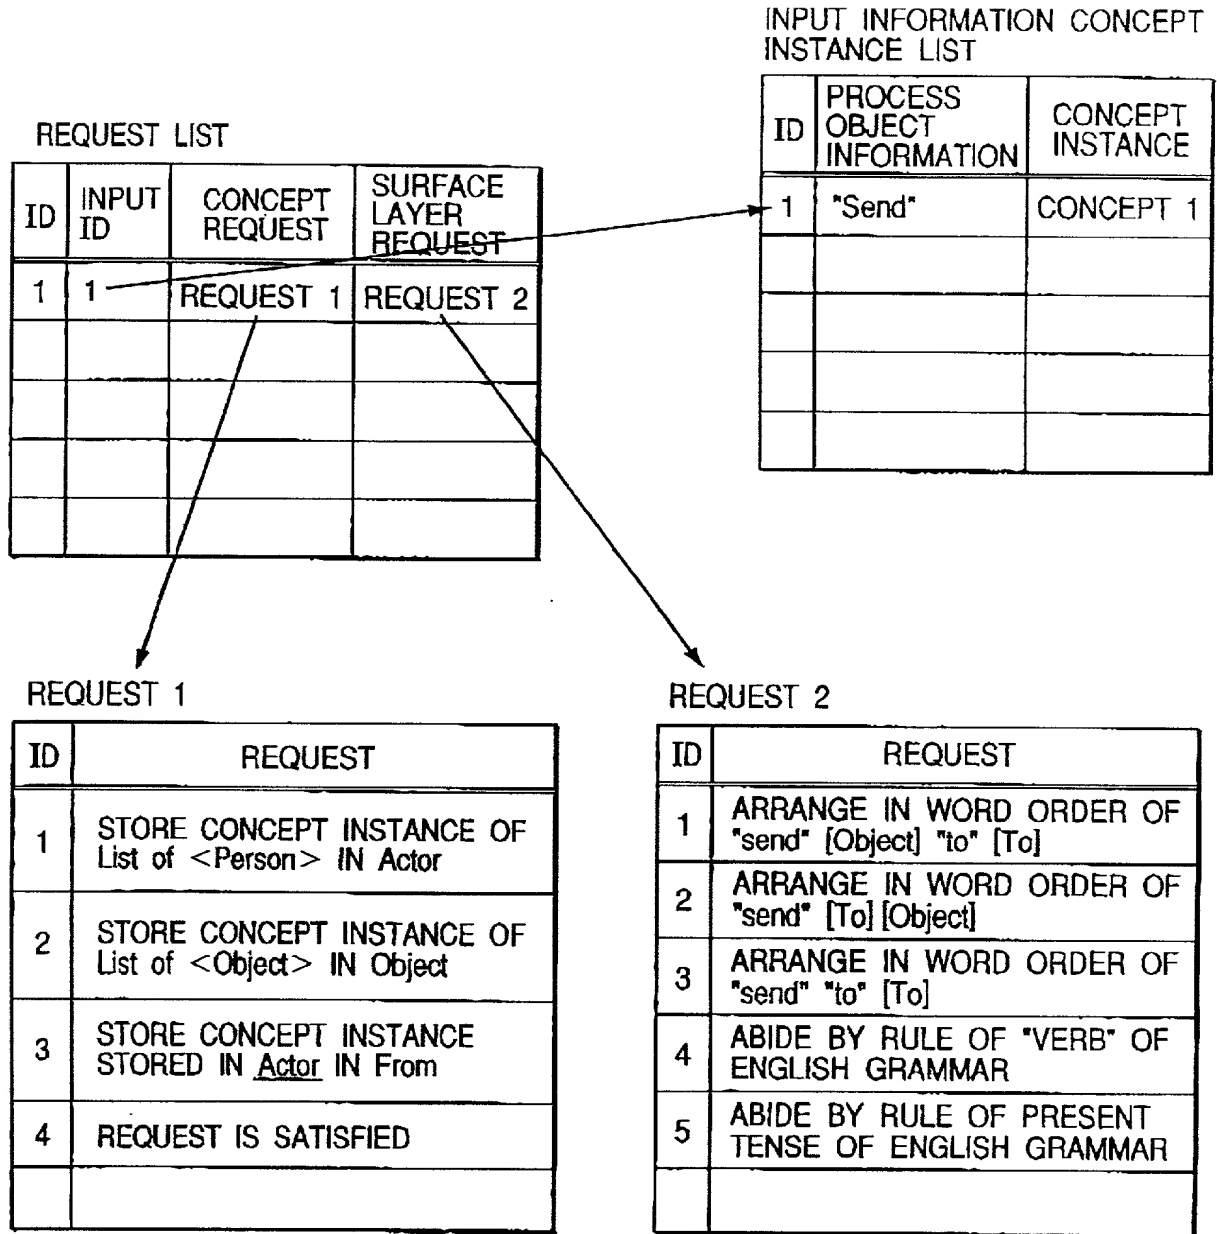 INPUT INFORMATION CONCEPT
INSTANCE LIST
ID
PROCESS
OBJECT
INFORMATION
CONCEPT
INSTANCE
1 "Send" CONCEPT 1
REQUEST LIST
ID
INPUT
ID
CONCEPT
REQUEST
SURFACE
LAYER
REQUEST
1 1 REQUEST 1 REQUEST 2
REQUEST 1
ID REQUEST
1
STORE CONCEPT INSTANCE OF
List of <Person> IN Actor
2
STORE CONCEPT INSTANCE OF
List of <Object> IN Object
3
STORE CONCEPT INSTANCE
STORED IN Actor IN From
4 REQUEST IS SATISFIED
REQUEST 2
ID REQUEST
1
ARRANGE IN WORD ORDER OF
"send" [Object] "to" [To]
2
ARRANGE IN WORD ORDER OF
"send" [To] [Object]
3
ARRANGE IN WORD ORDER OF
"send" "to" [To]
4
ABIDE BY RULE OF "VERB" OF
ENGLISH GRAMMAR
5
ABIDE BY RULE OF PRESENT
TENSE OF ENGLISH GRAMMAR